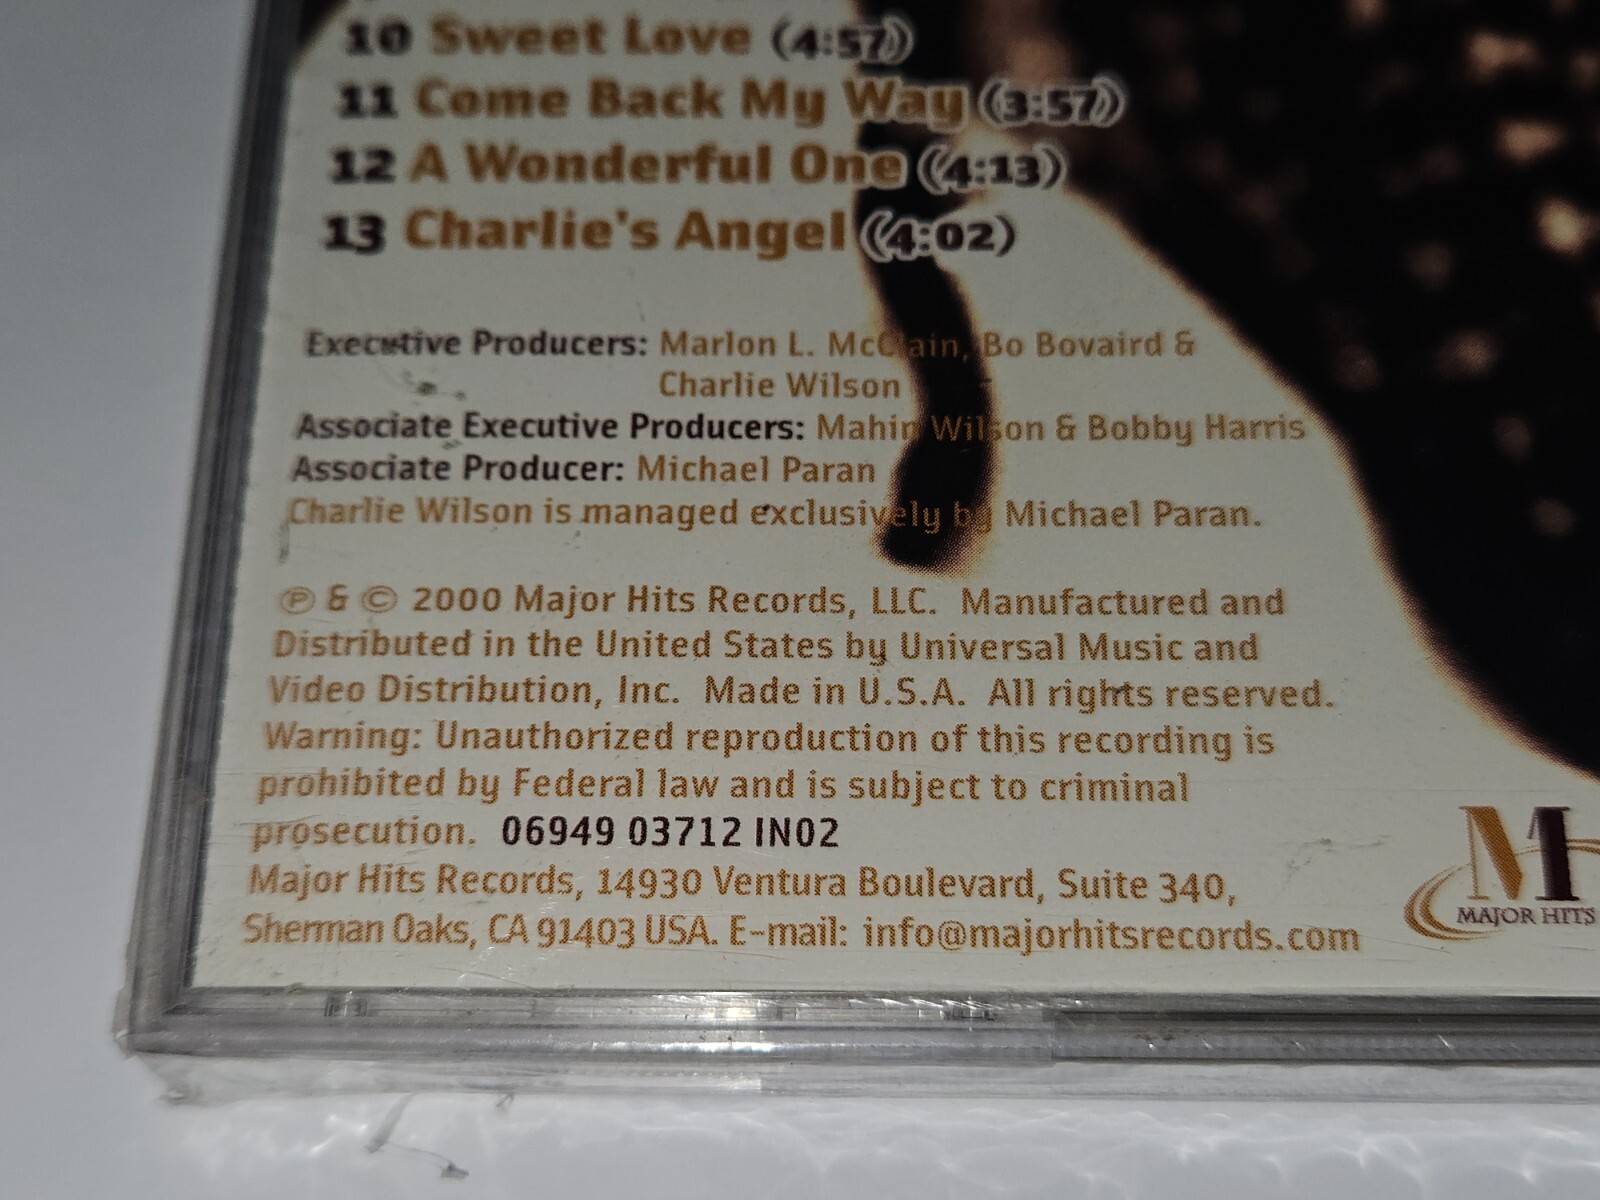 10 Sweet Love (4:57)
11 Come Back My Way (3:57)
12 A Wonderful One (4:13)
13 Charlie's Angel (4:02)
Executive Producers: Marlon L. McClain, Bo Bovaird &
Charlie Wilson
Associate Executive Producers: Mahin Wilson & Bobby Harris
Associate Producer: Michael Paran
Charlie Wilson is managed exclusively by Michael Paran.
℗ & © 2000 Major Hits Records, LLC. Manufactured and
Distributed in the United States by Universal Music and
Video Distribution, Inc. Made in U.S.A. All rights reserved.
Warning: Unauthorized reproduction of this recording is
prohibited by Federal law and is subject to criminal
prosecution. 06949 03712 IN02
Major Hits Records, 14930 Ventura Boulevard, Suite 340,
Sherman Oaks, CA 91403 USA. E-mail: info@majorhitsrecords.com
M
MAJOR HITS